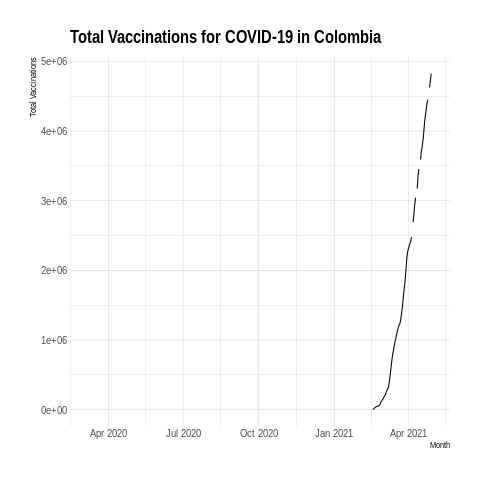 Total Vaccinations for COVID-19 in Colombia
Total Vaccinations
5e+06
4e+06
3e+06
2e+06
1e+06
0e+00
Apr 2020 Jul 2020 Oct 2020 Jan 2021 Apr 2021
Month